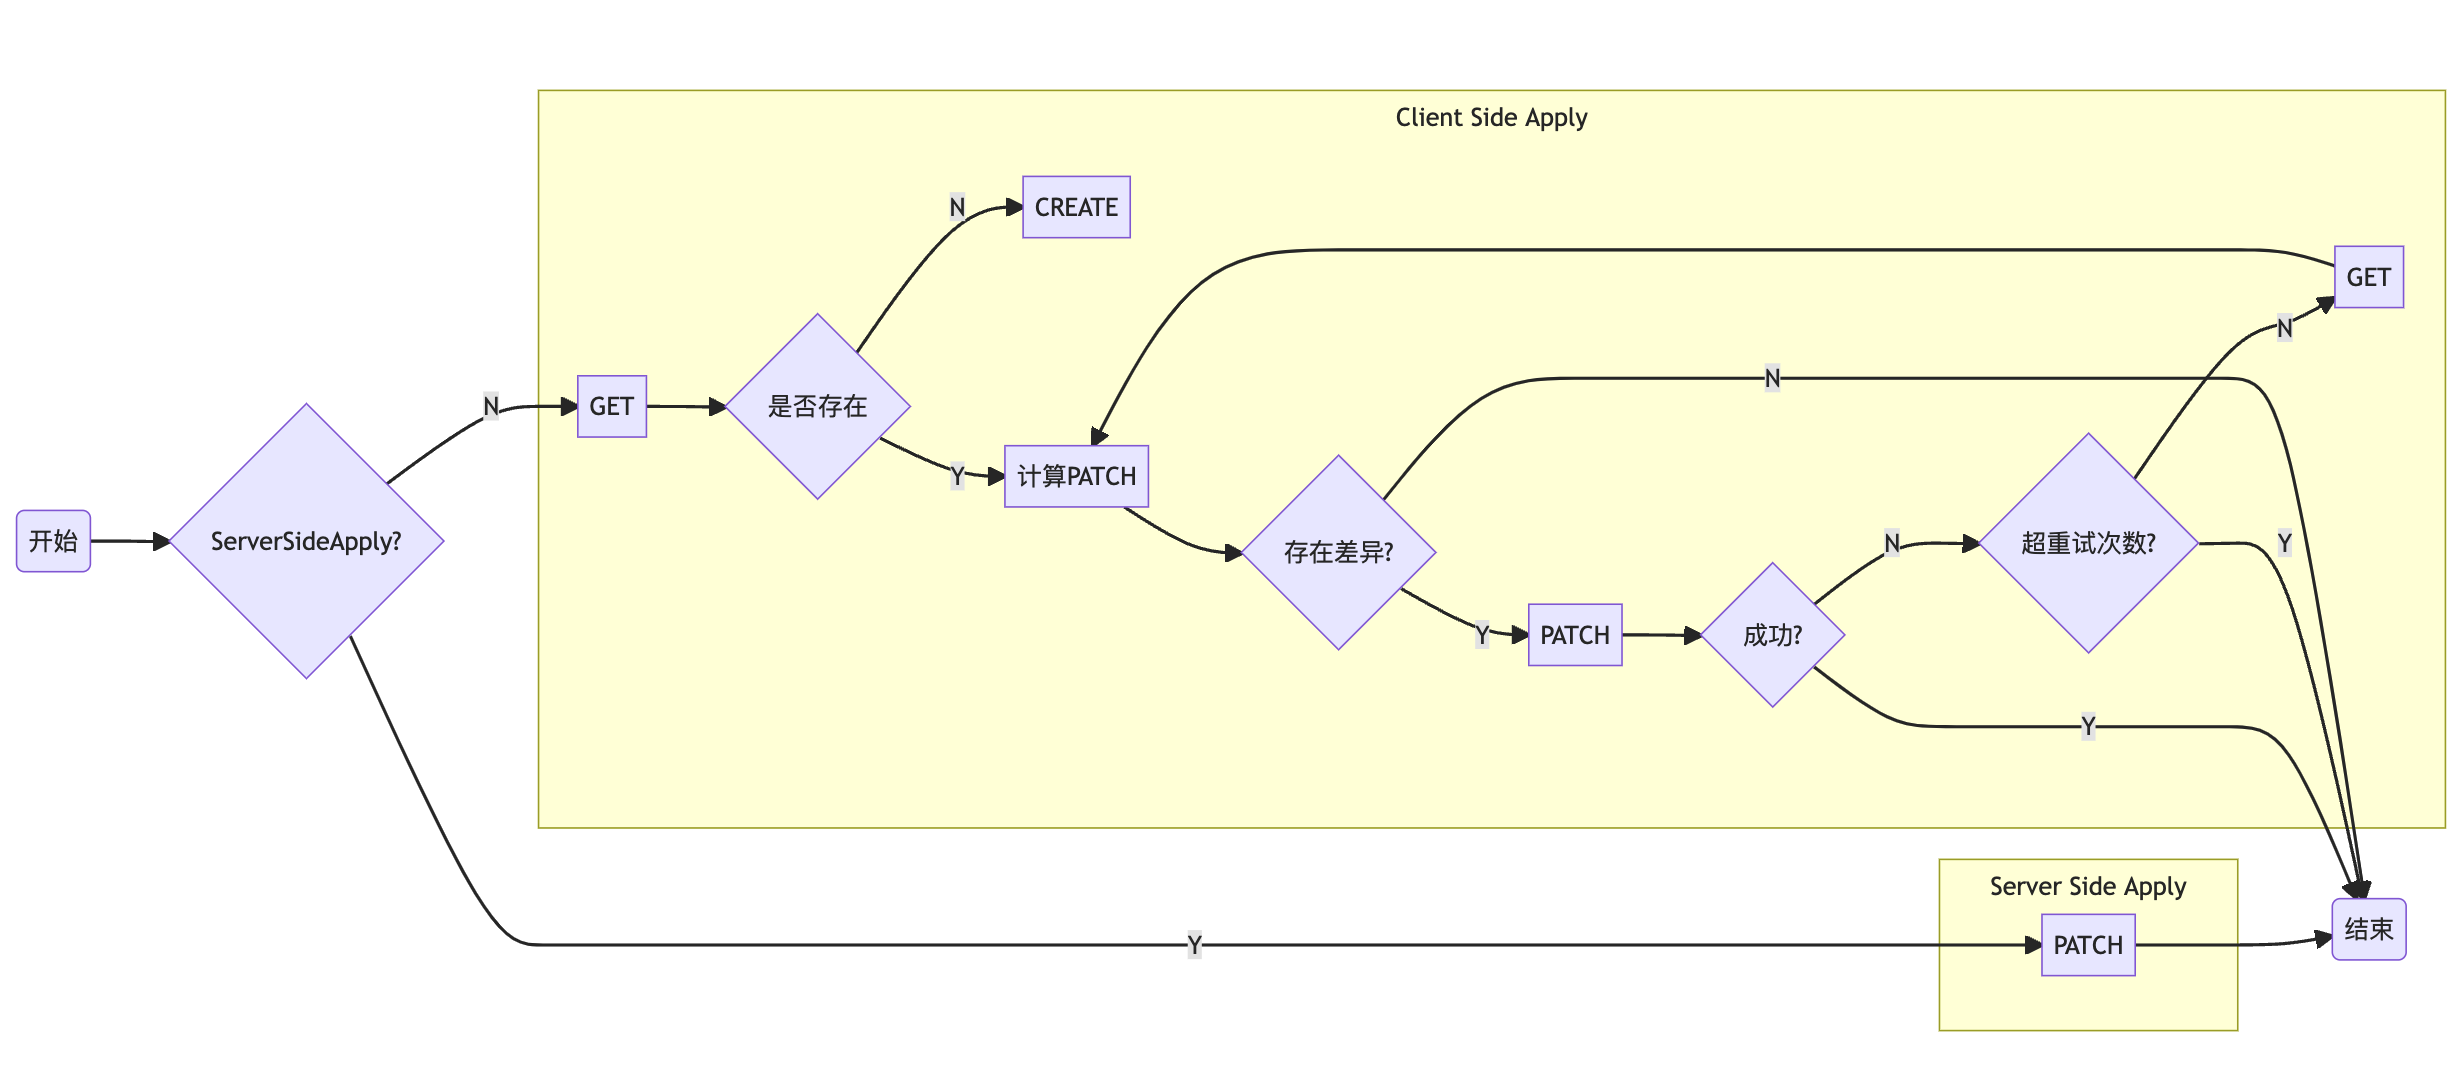 Client Side Apply
N
CREATE
GET
N
N
N
GET
是否存在
Y
计算PATCH
开始
ServerSideApply?
存在差异?
N
超重试次数?
Y
Y
PATCH
成功?
Y
Server Side Apply
Y
PATCH
结束